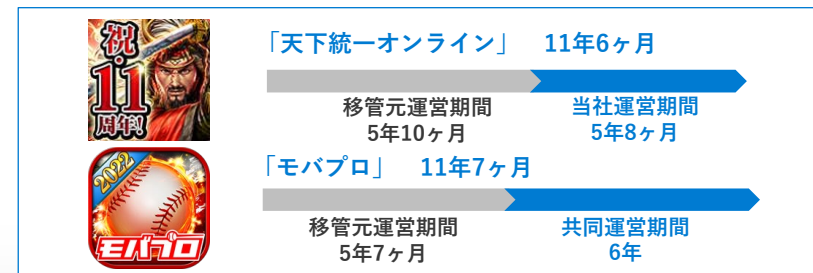 祝・
11
周年!
「天下統一オンライン」 11年6ヶ月
移管元運営期間
5年10ヶ月
当社運営期間
5年8ヶ月
2022
モバプロ
「モバプロ」 11年7ヶ月
移管元運営期間
5年7ヶ月
共同運営期間
6年